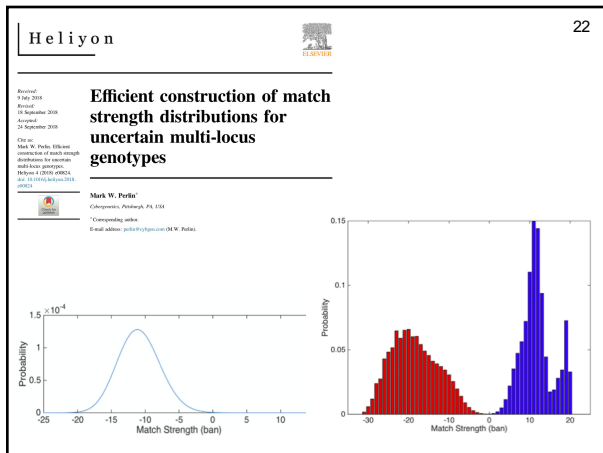 22
Heliyon
ELSEVIER
Received:
9 July 2018
Revised:
18 September 2018
Accepted:
24 September 2018
Cite as:
Mark W. Perlin. Efficient
construction of match strength
distributions for uncertain
multi-locus genotypes.
Heliyon 4 (2018) e00824.
doi: 10.1016/j.heliyon.2018.
e00824
Check for
updates
Efficient construction of match
strength distributions for
uncertain multi-locus
genotypes
Mark W. Perlin*
Cybergenetics, Pittsburgh, PA, USA
*Corresponding author.
E-mail address: perlin@cybgen.com (M.W. Perlin).
×10⁻⁴
1.5
1
0.5
0
Probability
-25 -20 -15 -10 -5 0 5 10
Match Strength (ban)
0.15
0.1
0.05
0
Probability
-30 -20 -10 0 10 20
Match Strength (ban)